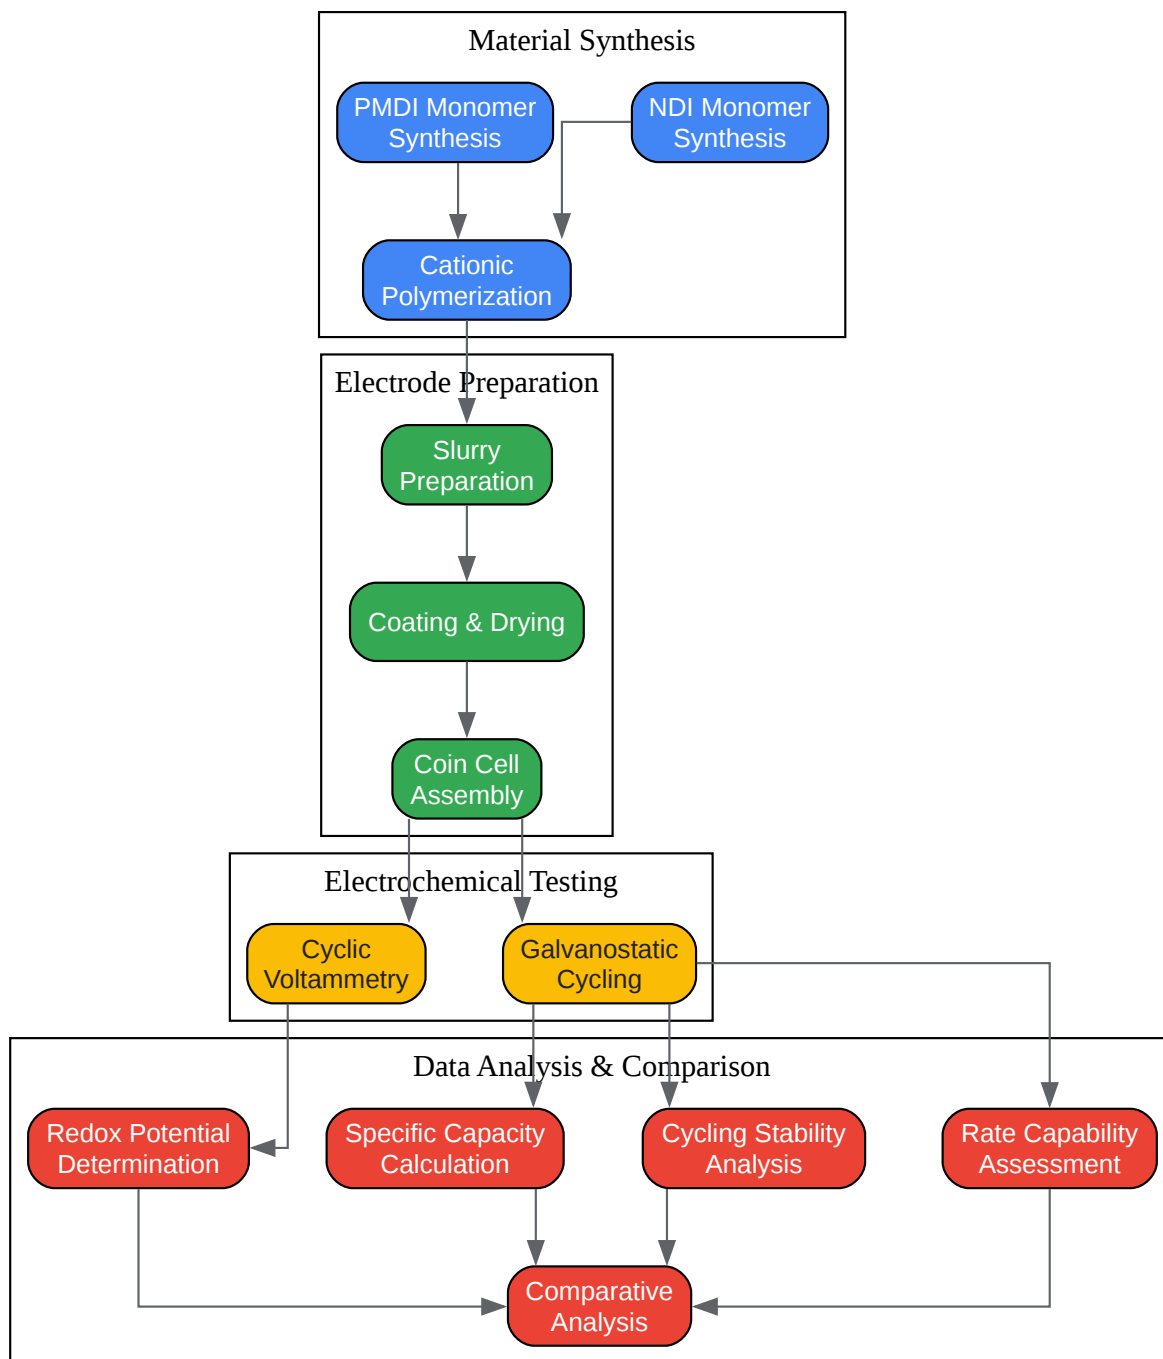 Material Synthesis
PMDI Monomer
Synthesis
NDI Monomer
Synthesis
Cationic
Polymerization
Electrode Preparation
Slurry
Preparation
Coating & Drying
Coin Cell
Assembly
Electrochemical Testing
Cyclic
Voltammetry
Galvanostatic
Cycling
Data Analysis & Comparison
Redox Potential
Determination
Specific Capacity
Calculation
Cycling Stability
Analysis
Rate Capability
Assessment
Comparative
Analysis